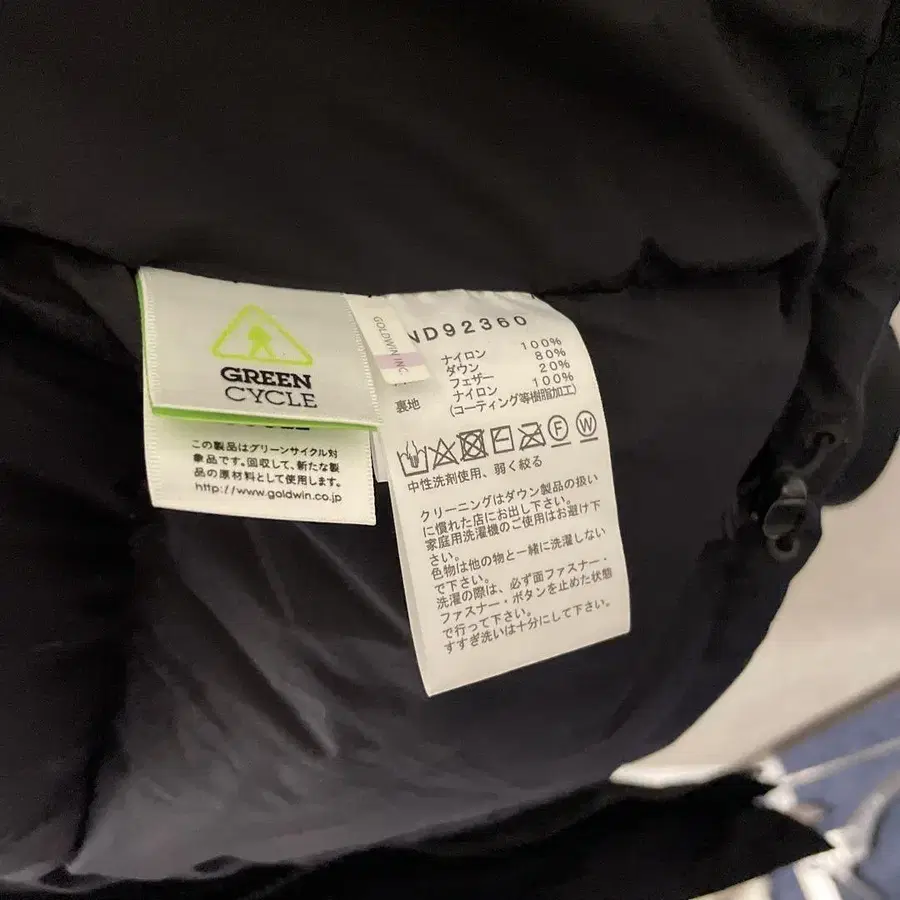 GREEN
CYCLE
この製品はグリーンサイクル対
象品です。回収して、新たな製
品の原材料として使用します。
http://www.goldwin.co.jp
GOLDWIN INC.
ND92360
ナイロン 100%
ダウン 80%
フェザー 20%
裏地 ナイロン 100%
(コーティング等樹脂加工)
F W
中性洗剤使用、弱く絞る
クリーニングはダウン製品の扱い
に慣れた店にお出し下さい。
家庭用洗濯機のご使用はお避け下
さい。
色物は他の物と一緒に洗濯しない
で下さい。
洗濯の際は、必ず面ファスナー・
ファスナー・ボタンを止めた状態
で行って下さい。
すすぎ洗いは十分にして下さい。